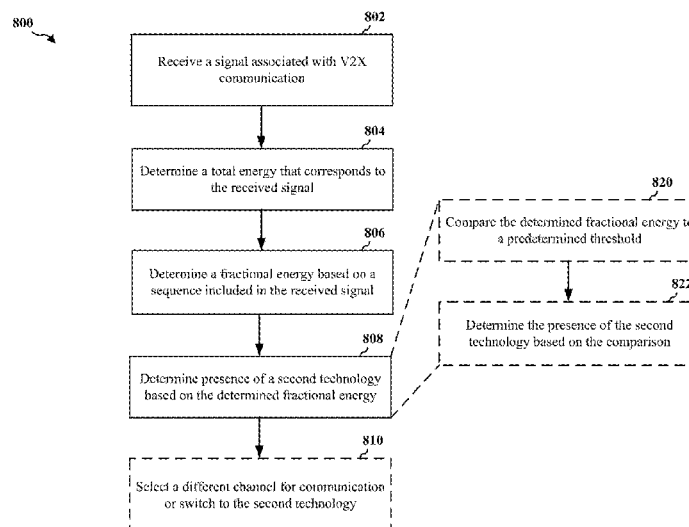 800
802
Receive a signal associated with V2X
communication
804
Determine a total energy that corresponds to
the received signal
806
Determine a fractional energy based on a
sequence included in the received signal
808
Determine presence of a second technology
based on the determined fractional energy
810
Select a different channel for communication
or switch to the second technology
820
Compare the determined fractional energy to
a predetermined threshold
822
Determine the presence of the second
technology based on the comparison